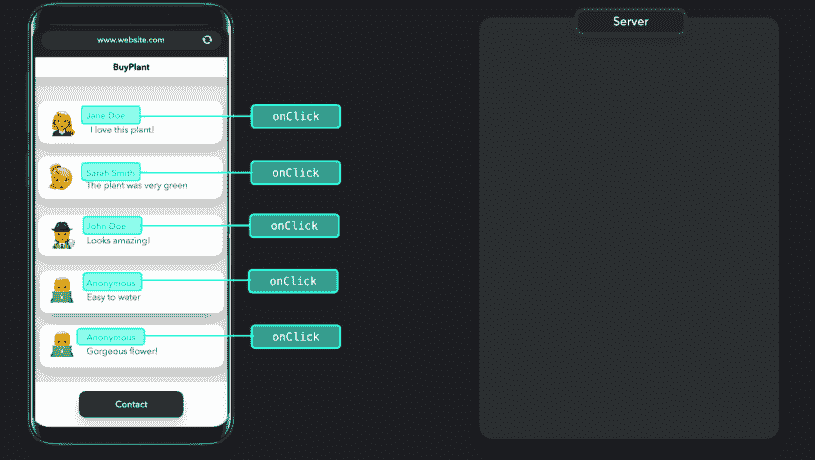 www.website.com
Server
BuyPlant
Jane Doe
onClick
I love this plant!
Sarah Smith
onClick
The plant was very green
John Doe
onClick
Looks amazing!
Anonymous
onClick
Easy to water
Anonymous
onClick
Gorgeous flower!
Contact